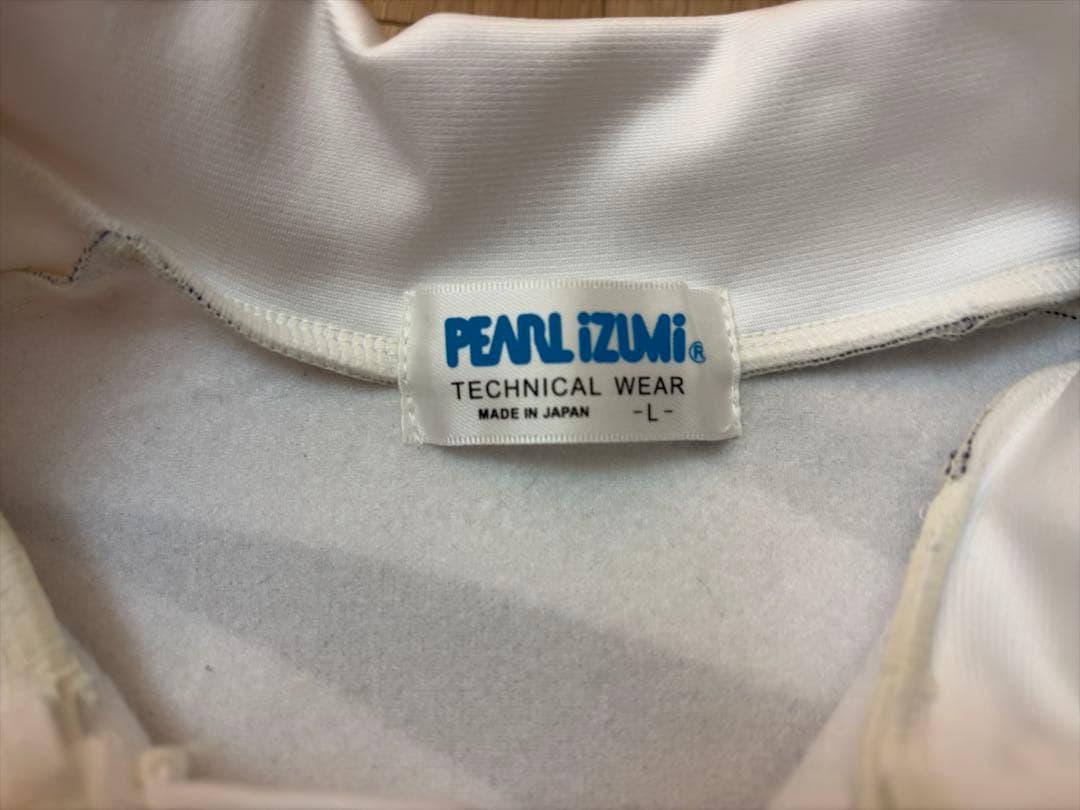 PEARL iZUMi®
TECHNICAL WEAR
MADE IN JAPAN -L-